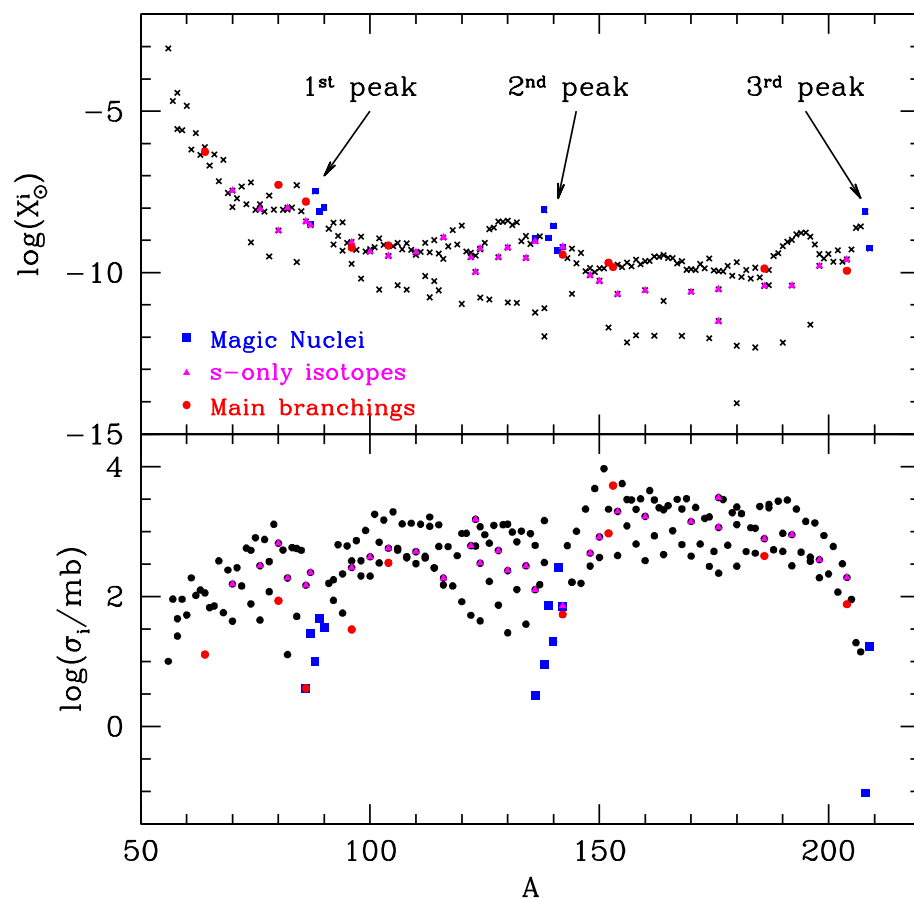 1st peak 2nd peak 3rd peak
−5
−10
−15
log(X⊙i)
Magic Nuclei
s−only isotopes
Main branchings
4
2
0
log(σi/mb)
50 100 150 200
A